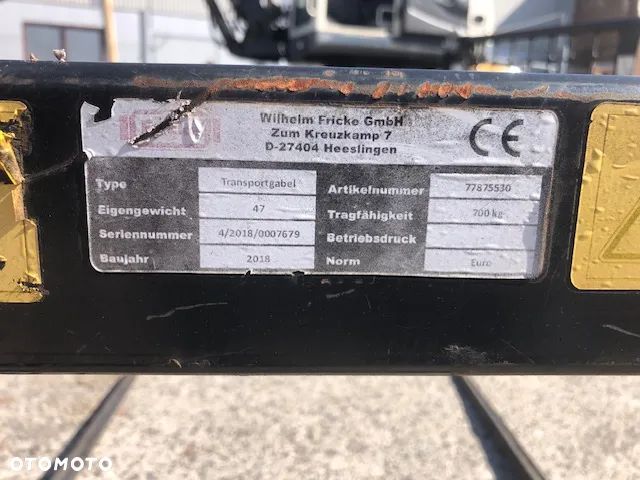 Wilhelm Fricke GmbH
Zum Kreuzkamp 7
D-27404 Heeslingen
CE
Type Transportgabel
Eigengewicht 47
Seriennummer 4/2018/0007679
Baujahr 2018
Artikelnummer 77875530
Tragfähigkeit 700 kg
Betriebsdruck
Norm Euro
OTOMOTO